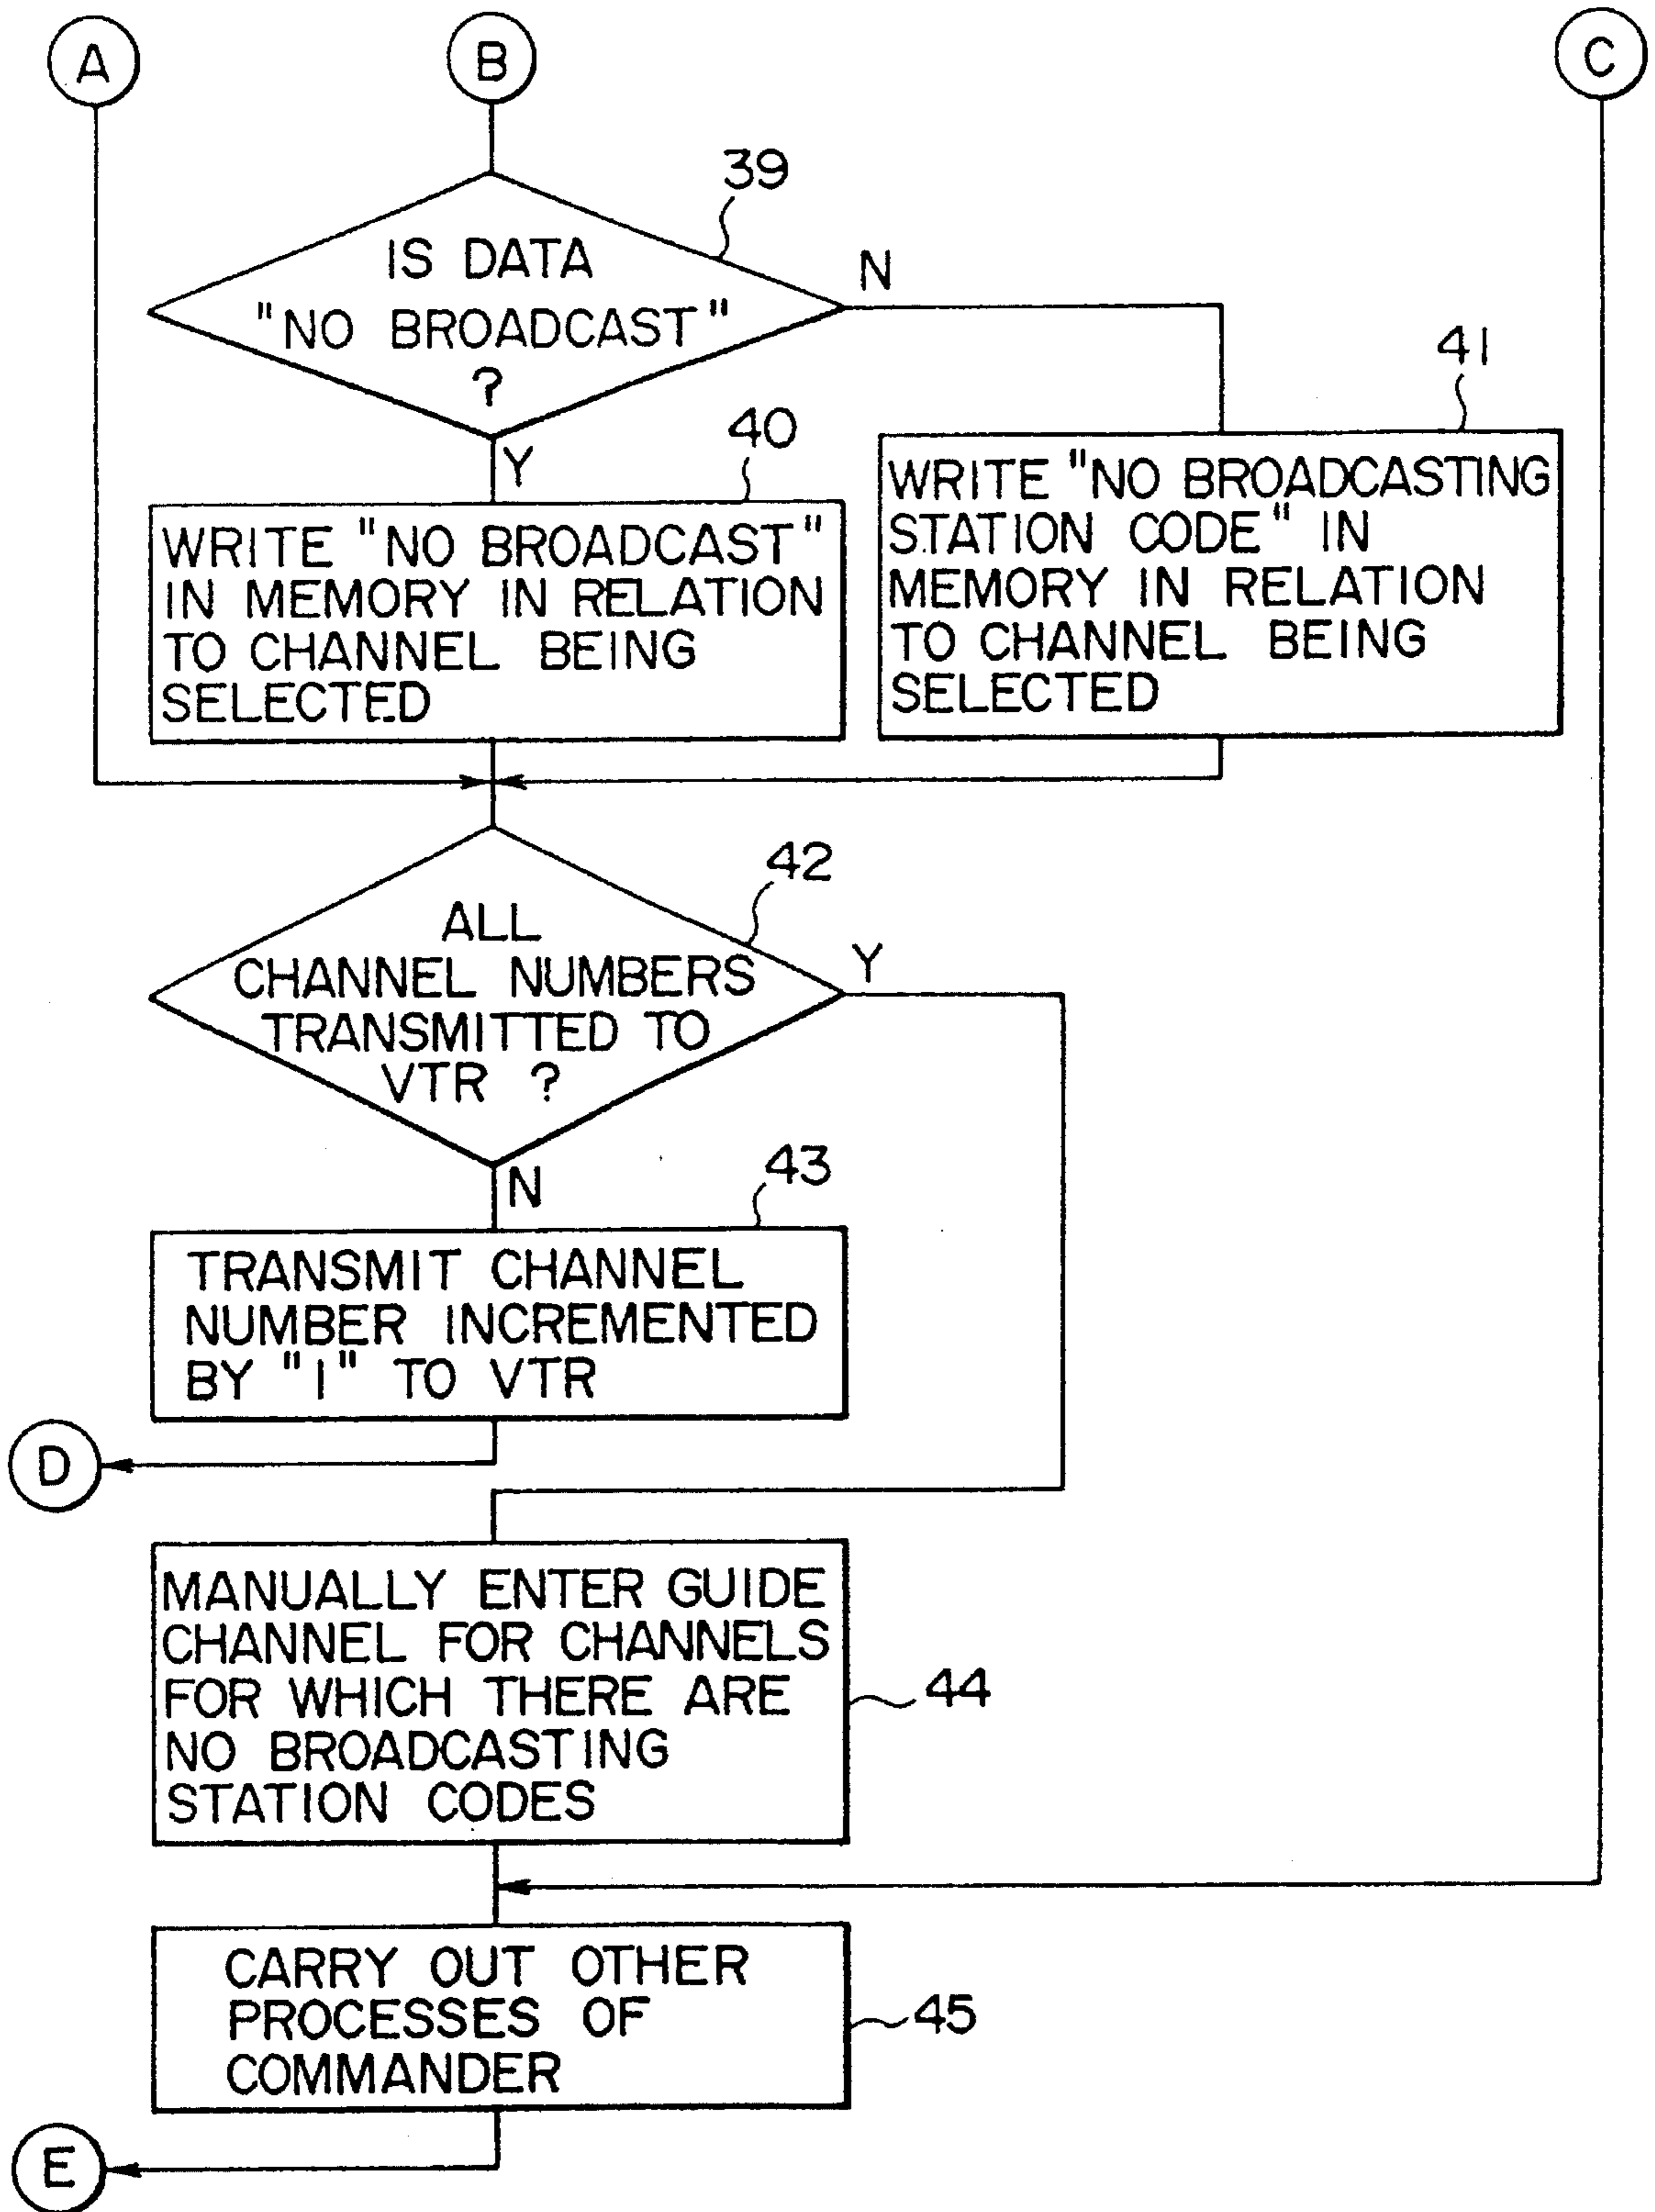 A
B
C
39
IS DATA
"NO BROADCAST"
?
N
Y
40
WRITE "NO BROADCAST"
IN MEMORY IN RELATION
TO CHANNEL BEING
SELECTED
41
WRITE "NO BROADCASTING
STATION CODE" IN
MEMORY IN RELATION
TO CHANNEL BEING
SELECTED
42
ALL
CHANNEL NUMBERS
TRANSMITTED TO
VTR ?
Y
N
43
TRANSMIT CHANNEL
NUMBER INCREMENTED
BY "1" TO VTR
D
MANUALLY ENTER GUIDE
CHANNEL FOR CHANNELS
FOR WHICH THERE ARE
NO BROADCASTING
STATION CODES
44
CARRY OUT OTHER
PROCESSES OF
COMMANDER
45
E